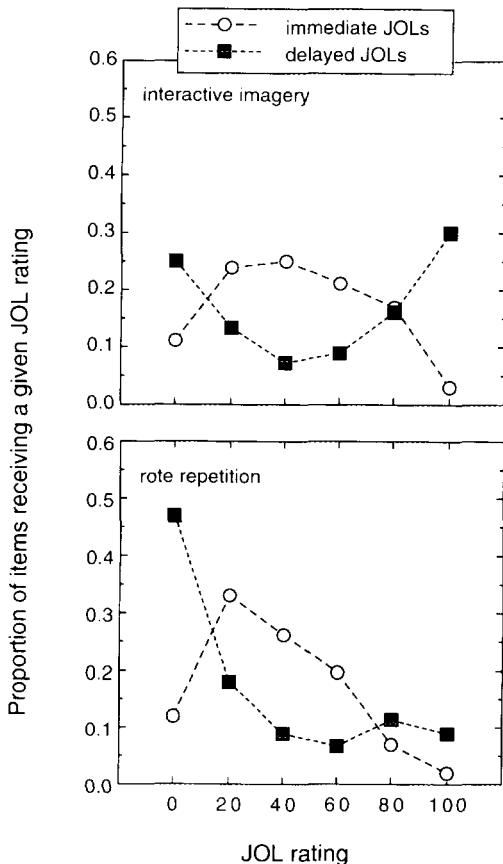 immediate JOLs
delayed JOLs
Proportion of items receiving a given JOL rating
0.6
interactive imagery
0.5
0.4
0.3
0.2
0.1
0.0
0.6
rote repetition
0.5
0.4
0.3
0.2
0.1
0.0
0 20 40 60 80 100
JOL rating